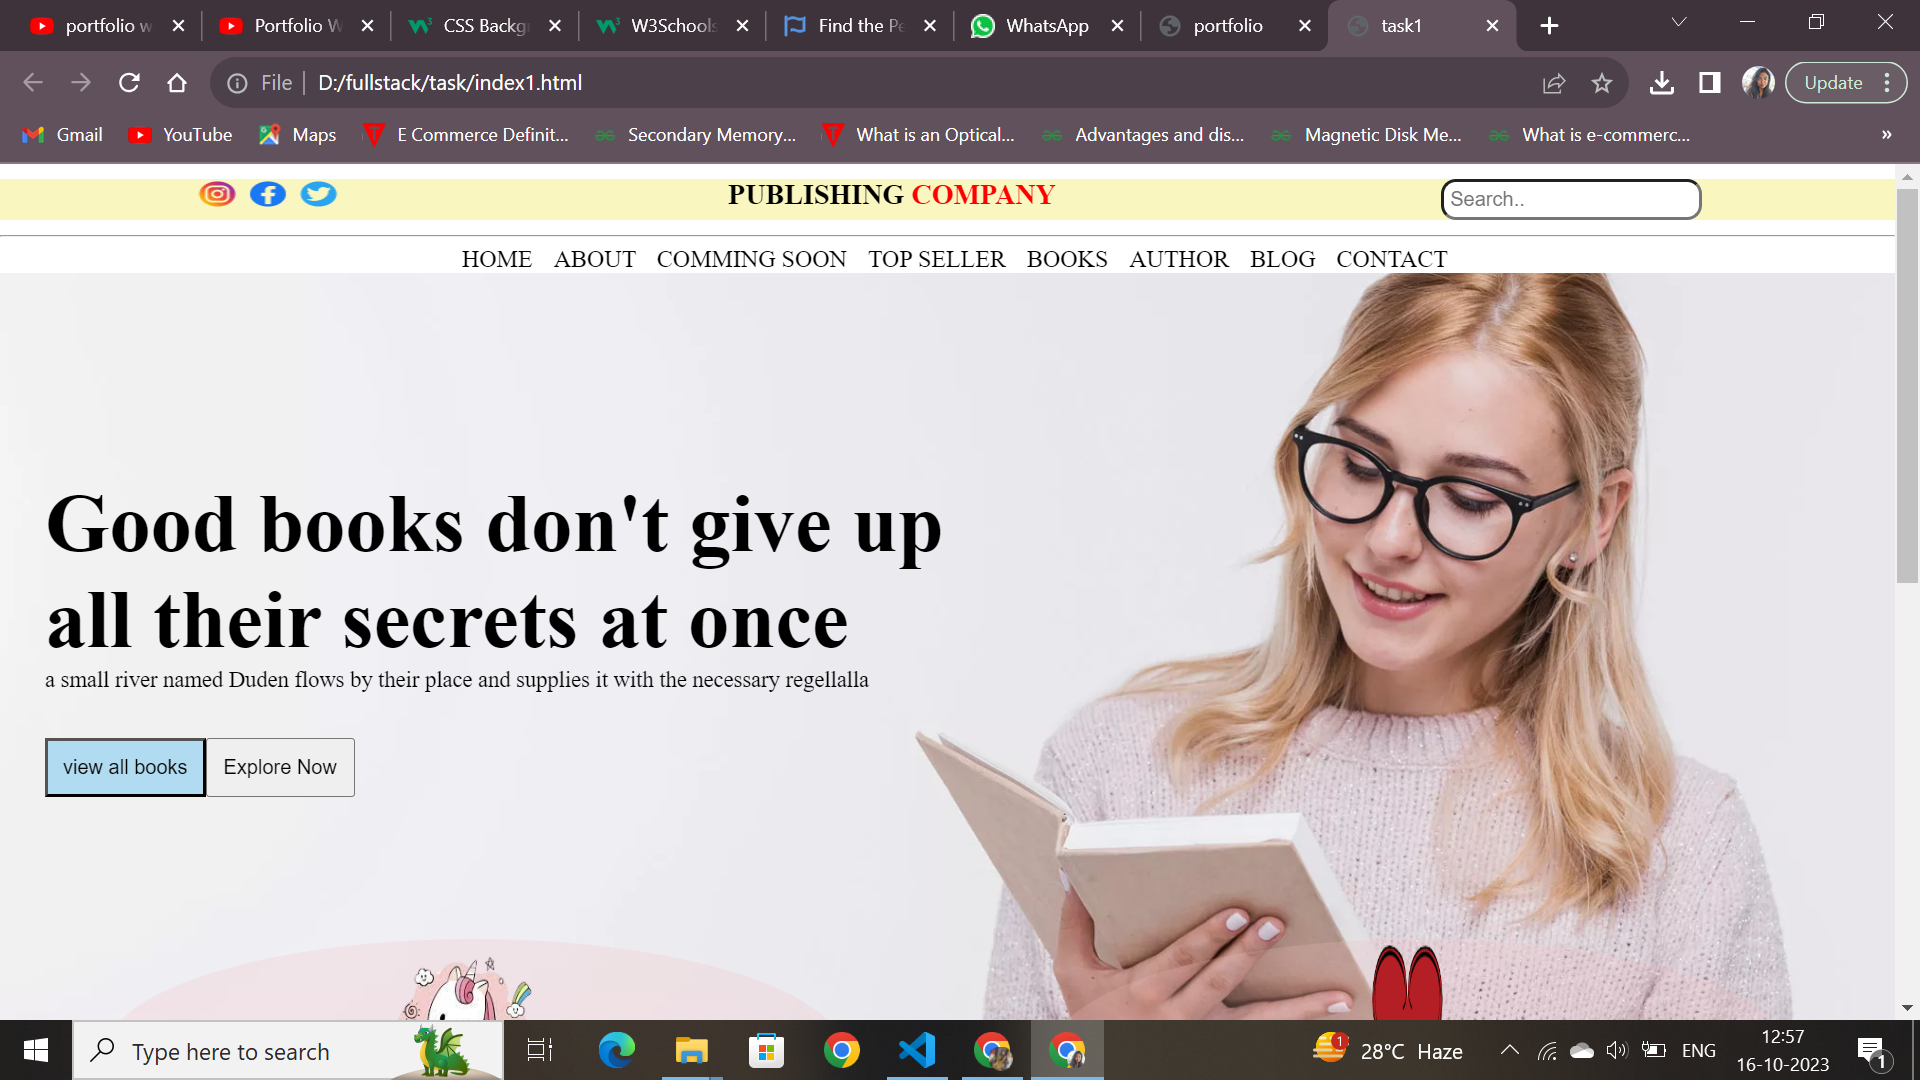 portfolio w
Portfolio W
CSS Backg
W3Schools
Find the Pe
WhatsApp
portfolio
task1
File
D:/fullstack/task/index1.html
Update
Gmail
YouTube
Maps
E Commerce Definit...
Secondary Memory...
What is an Optical...
Advantages and dis...
Magnetic Disk Me...
What is e-commerc...
»
PUBLISHING COMPANY
Search..
HOME ABOUT COMMING SOON TOP SELLER BOOKS AUTHOR BLOG CONTACT
Good books don't give up
all their secrets at once
a small river named Duden flows by their place and supplies it with the necessary regellalla
view all books
Explore Now
Type here to search
1
28°C Haze
ENG
12:57
16-10-2023
1